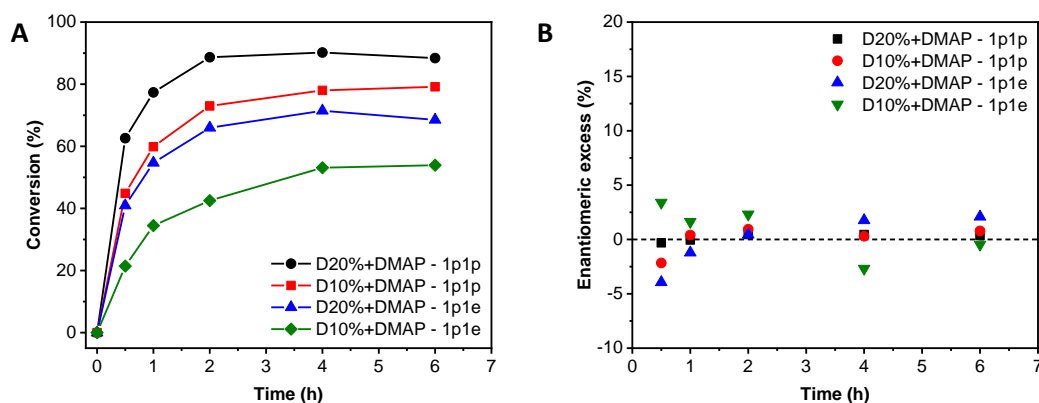 A
100
80
60
40
20
0
Conversion (%)
D20%+DMAP - 1p1p
D10%+DMAP - 1p1p
D20%+DMAP - 1p1e
D10%+DMAP - 1p1e
0 1 2 3 4 5 6 7
Time (h)
B
20
15
10
5
0
-5
-10
Enantiomeric excess (%)
D20%+DMAP - 1p1p
D10%+DMAP - 1p1p
D20%+DMAP - 1p1e
D10%+DMAP - 1p1e
0 1 2 3 4 5 6 7
Time (h)